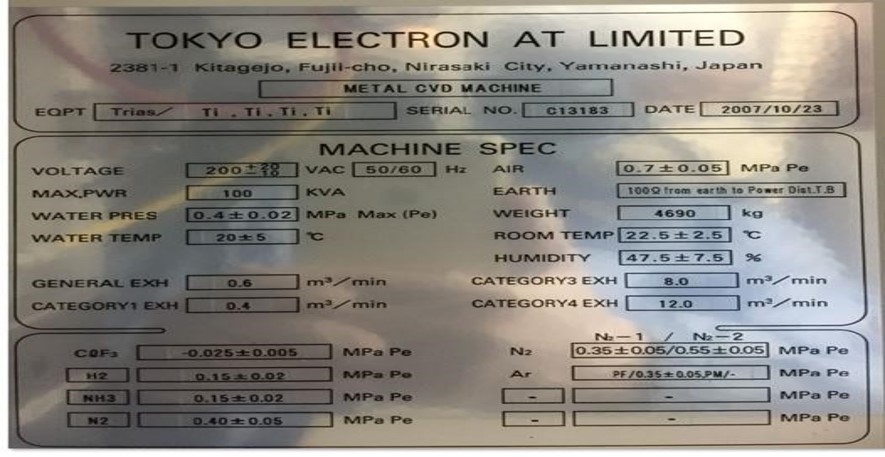 TOKYO ELECTRON AT LIMITED
2381-1 Kitagejo, Fujii-cho, Nirasaki City, Yamanashi, Japan
METAL CVD MACHINE
EQPT Trias/ Ti . Ti . Ti . Ti SERIAL NO. C13183 DATE 2007/10/23
MACHINE SPEC
VOLTAGE 200 +20 -10 VAC 50/60 Hz AIR 0.7±0.05 MPa Pe
MAX.PWR 100 KVA EARTH 100Ω from earth to Power Dist.T.B
WATER PRES 0.4±0.02 MPa Max (Pe) WEIGHT 4690 kg
WATER TEMP 20±5 ℃ ROOM TEMP 22.5±2.5 ℃
HUMIDITY 47.5±7.5 %
GENERAL EXH 0.6 m³/min CATEGORY3 EXH 8.0 m³/min
CATEGORY1 EXH 0.4 m³/min CATEGORY4 EXH 12.0 m³/min
N₂-1 / N₂-2
CℓF₃ -0.025±0.005 MPa Pe N₂ 0.35±0.05/0.55±0.05 MPa Pe
H2 0.15±0.02 MPa Pe Ar PF/0.35±0.05,PM/- MPa Pe
NH3 0.15±0.02 MPa Pe - - MPa Pe
N2 0.40±0.05 MPa Pe - - MPa Pe